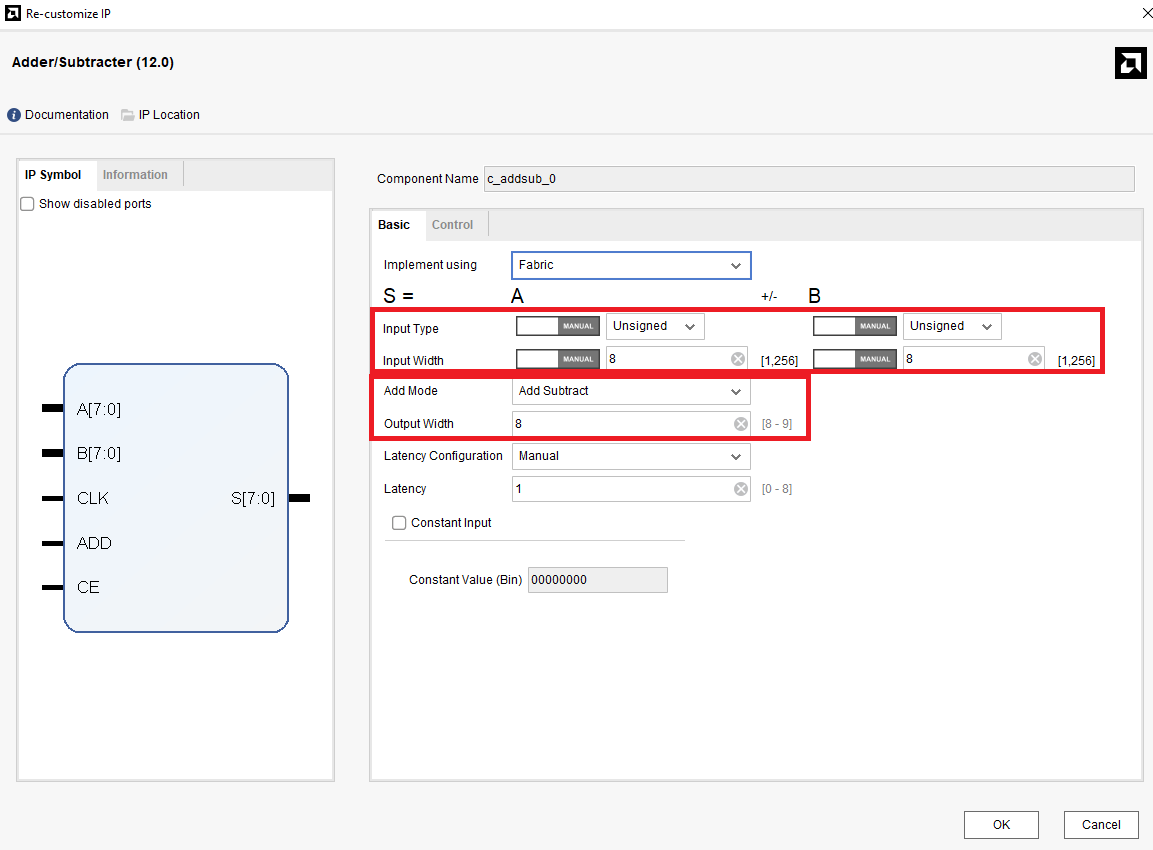 Re-customize IP
Adder/Subtracter (12.0)
Documentation IP Location
IP Symbol Information
Show disabled ports
A[7:0]
B[7:0]
CLK
ADD
CE
S[7:0]
Component Name c_addsub_0
Basic Control
Implement using Fabric
S = A +/- B
Input Type MANUAL Unsigned MANUAL Unsigned
Input Width MANUAL 8 [1,256] MANUAL 8 [1,256]
Add Mode Add Subtract
Output Width 8 [8 - 9]
Latency Configuration Manual
Latency 1 [0 - 8]
Constant Input
Constant Value (Bin) 00000000
OK Cancel